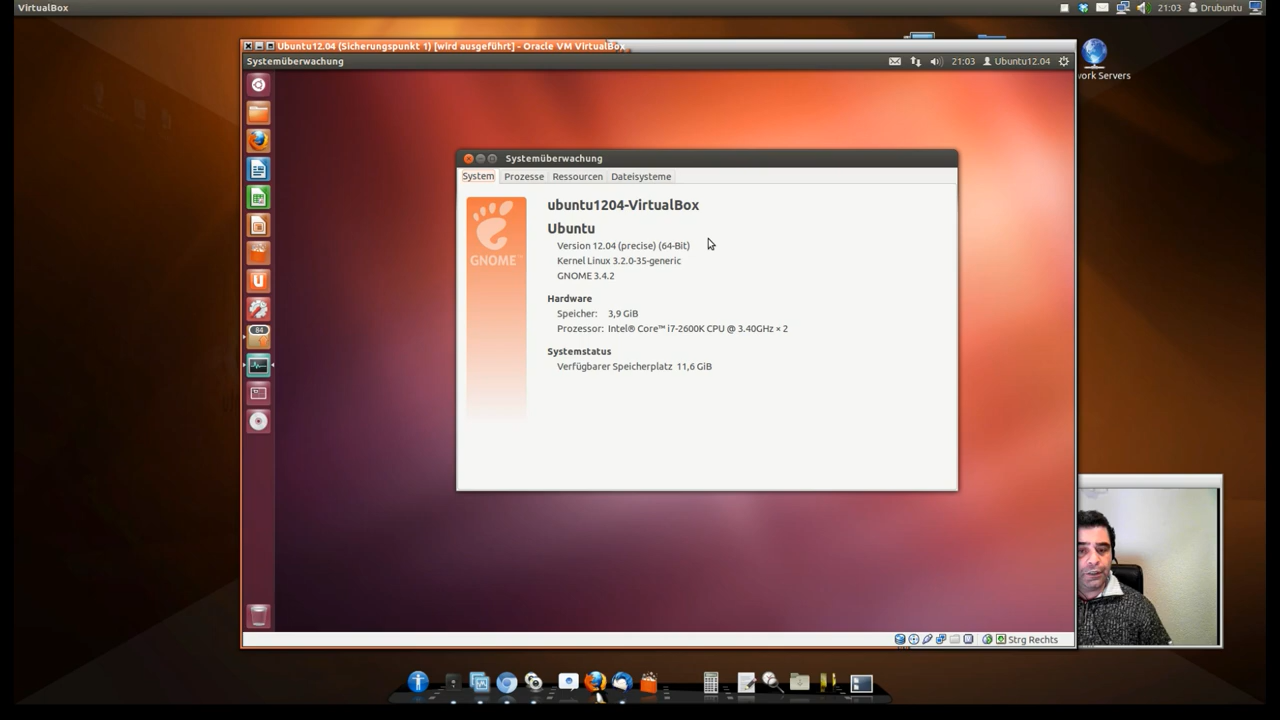 VirtualBox
21:03
Drubuntu
Ubuntu12.04 (Sicherungspunkt 1) [wird ausgeführt] - Oracle VM VirtualBox
Systemüberwachung
21:03
Ubuntu12.04
work Servers
Systemüberwachung
System
Prozesse
Ressourcen
Dateisysteme
GNOME™
ubuntu1204-VirtualBox
Ubuntu
Version 12.04 (precise) (64-Bit)
Kernel Linux 3.2.0-35-generic
GNOME 3.4.2
Hardware
Speicher: 3,9 GiB
Prozessor: Intel® Core™ i7-2600K CPU @ 3.40GHz × 2
Systemstatus
Verfügbarer Speicherplatz 11,6 GiB
84
Strg Rechts